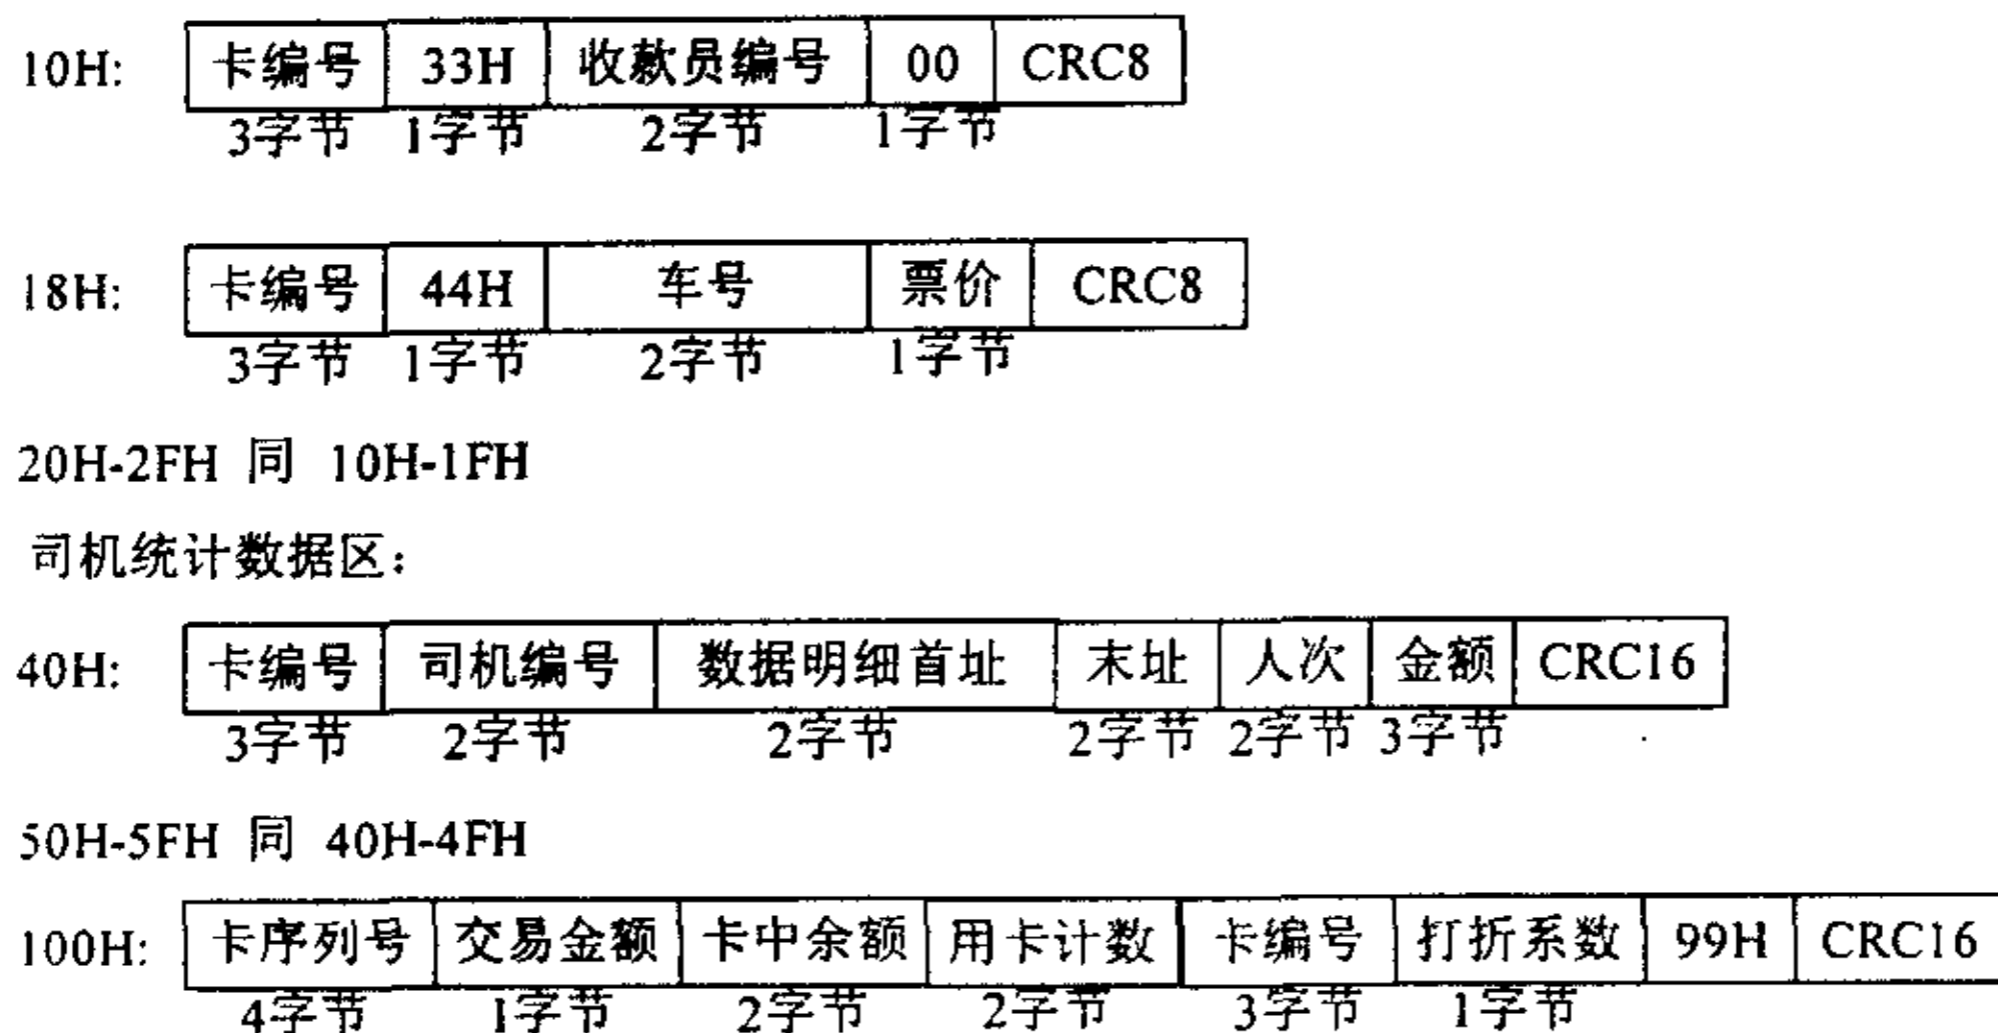 10H: 卡编号 33H 收款员编号 00 CRC8
3字节 1字节 2字节 1字节
18H: 卡编号 44H 车号 票价 CRC8
3字节 1字节 2字节 1字节
20H-2FH 同 10H-1FH
司机统计数据区：
40H: 卡编号 司机编号 数据明细首址 末址 人次 金额 CRC16
3字节 2字节 2字节 2字节 2字节 3字节
50H-5FH 同 40H-4FH
100H: 卡序列号 交易金额 卡中余额 用卡计数 卡编号 打折系数 99H CRC16
4字节 1字节 2字节 2字节 3字节 1字节